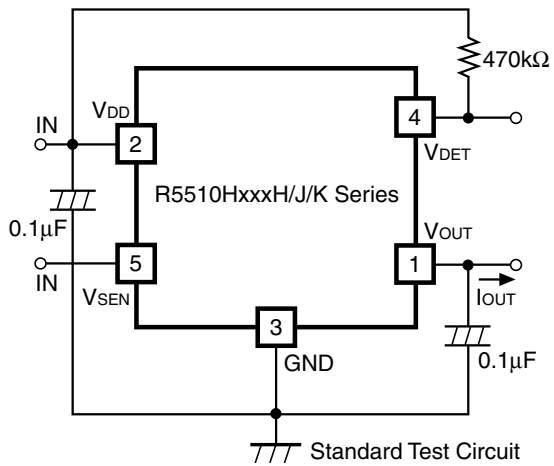 470kΩ
IN
VDD
2
4
VDET
R5510HxxxH/J/K Series
0.1μF
VOUT
5
1
IN
VSEN
IOUT
3
GND
0.1μF
Standard Test Circuit